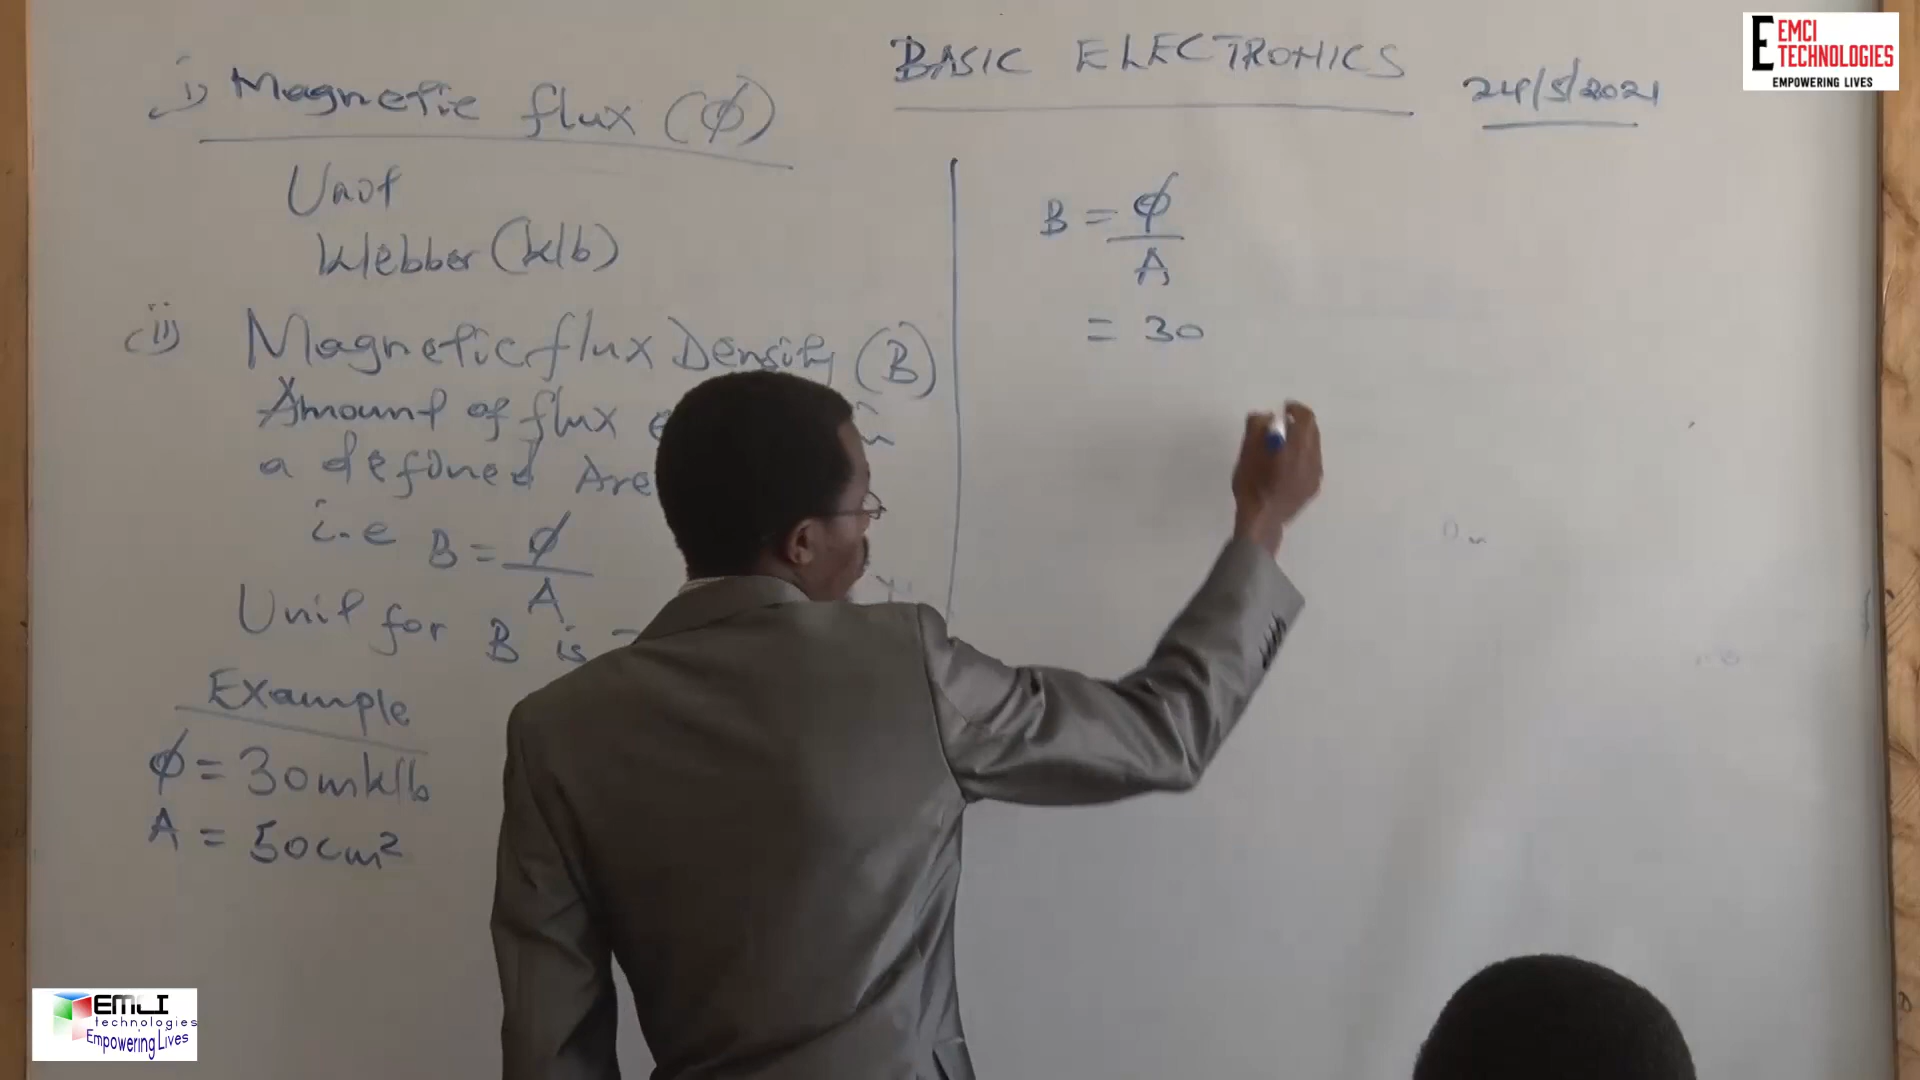 BASIC ELECTRONICS
24/5/2021
EMCI
TECHNOLOGIES
EMPOWERING LIVES
i) Magnetic flux (ϕ)
Unit
Webber (Wb)
(ii) Magnetic flux Density (B)
Amount of flux
a defined Are
i.e B = ϕ/A
Unit for B is
Example
ϕ = 30mWb
A = 50cm²
B = ϕ/A
= 30
EMCI
technologies
Empowering Lives